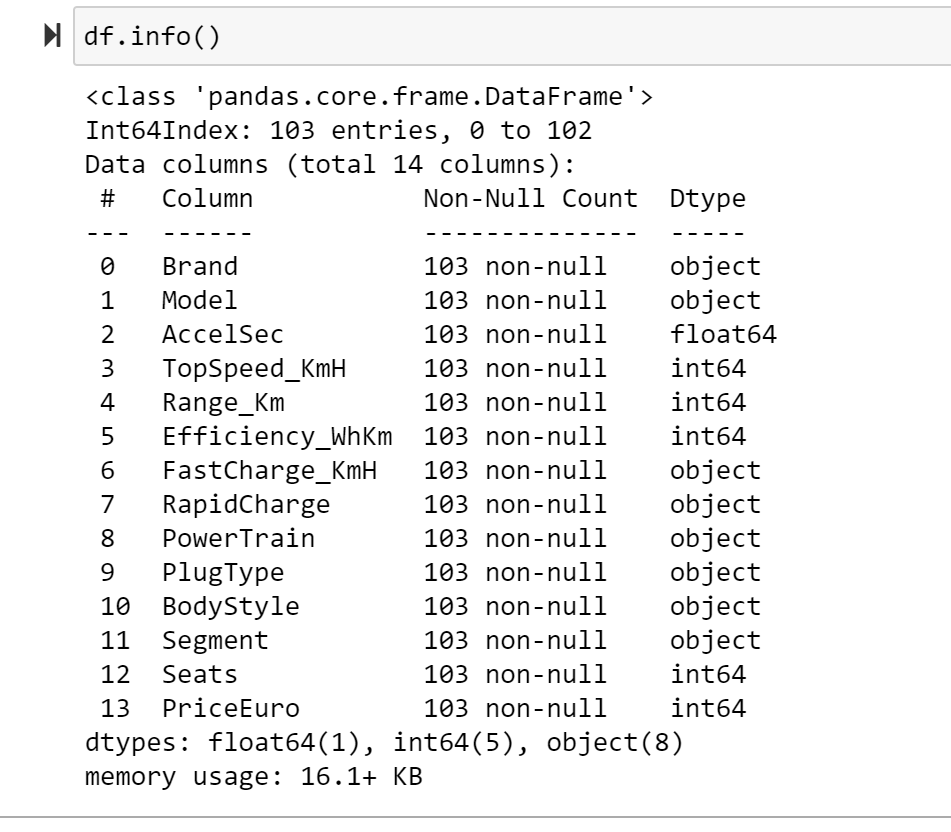 df.info()
<class 'pandas.core.frame.DataFrame'>
Int64Index: 103 entries, 0 to 102
Data columns (total 14 columns):
 #   Column           Non-Null Count  Dtype
---  ------           --------------  -----
 0   Brand            103 non-null    object
 1   Model            103 non-null    object
 2   AccelSec         103 non-null    float64
 3   TopSpeed_KmH     103 non-null    int64
 4   Range_Km         103 non-null    int64
 5   Efficiency_WhKm  103 non-null    int64
 6   FastCharge_KmH   103 non-null    object
 7   RapidCharge      103 non-null    object
 8   PowerTrain       103 non-null    object
 9   PlugType         103 non-null    object
 10  BodyStyle        103 non-null    object
 11  Segment          103 non-null    object
 12  Seats            103 non-null    int64
 13  PriceEuro        103 non-null    int64
dtypes: float64(1), int64(5), object(8)
memory usage: 16.1+ KB